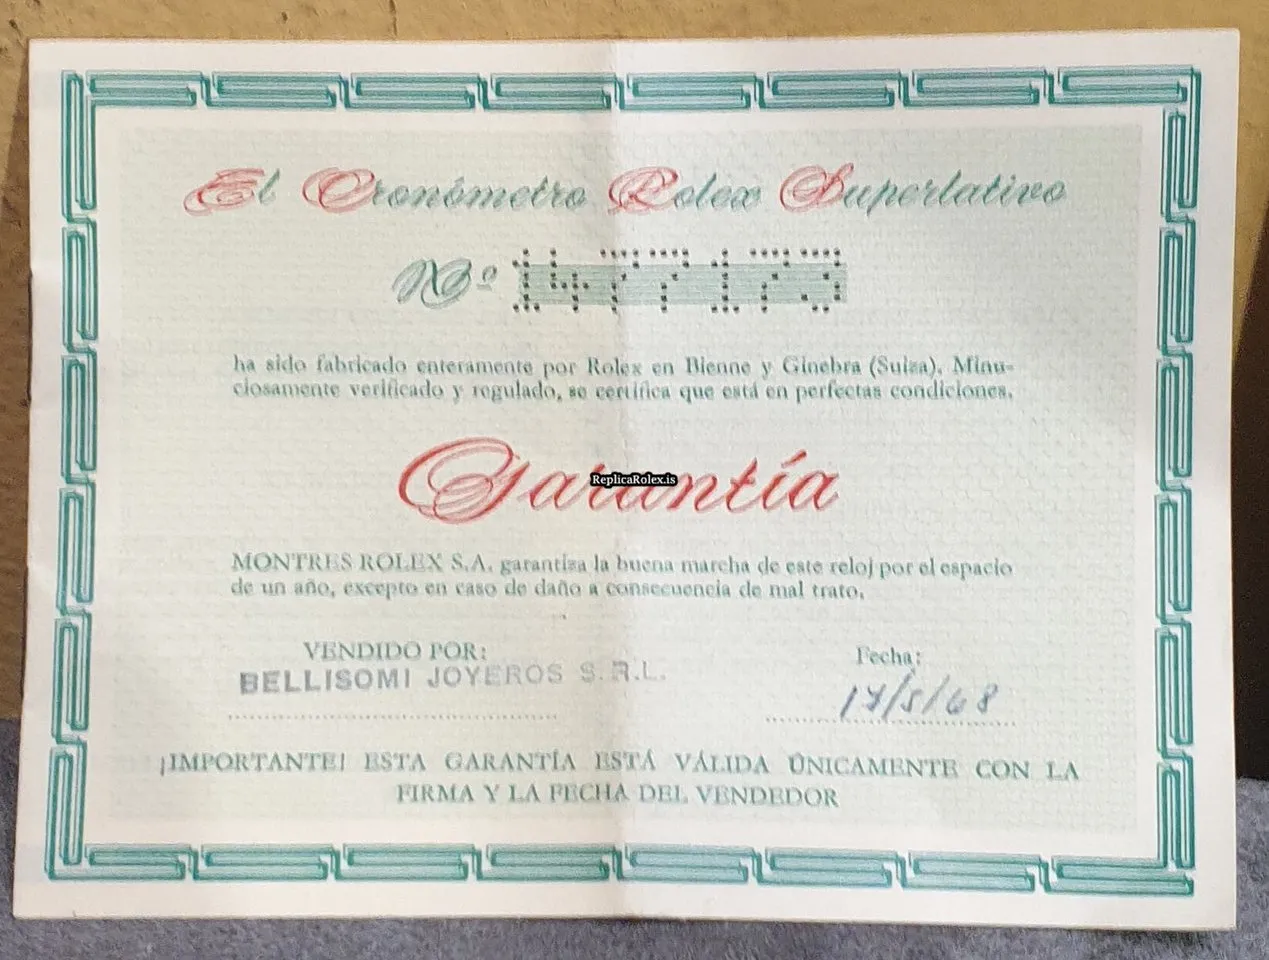 El Cronómetro Rolex Superlativo
Nº 1477173
ha sido fabricado enteramente por Rolex en Bienne y Ginebra (Suiza). Minu-
ciosamente verificado y regulado, se certifica que está en perfectas condiciones.
Garantía
ReplicaRolex.is
MONTRES ROLEX S.A. garantiza la buena marcha de este reloj por el espacio
de un año, excepto en caso de daño a consecuencia de mal trato.
VENDIDO POR:
BELLISOMI JOYEROS S.R.L.
Fecha:
17/5/68
¡IMPORTANTE! ESTA GARANTÍA ESTÁ VÁLIDA ÚNICAMENTE CON LA
FIRMA Y LA FECHA DEL VENDEDOR